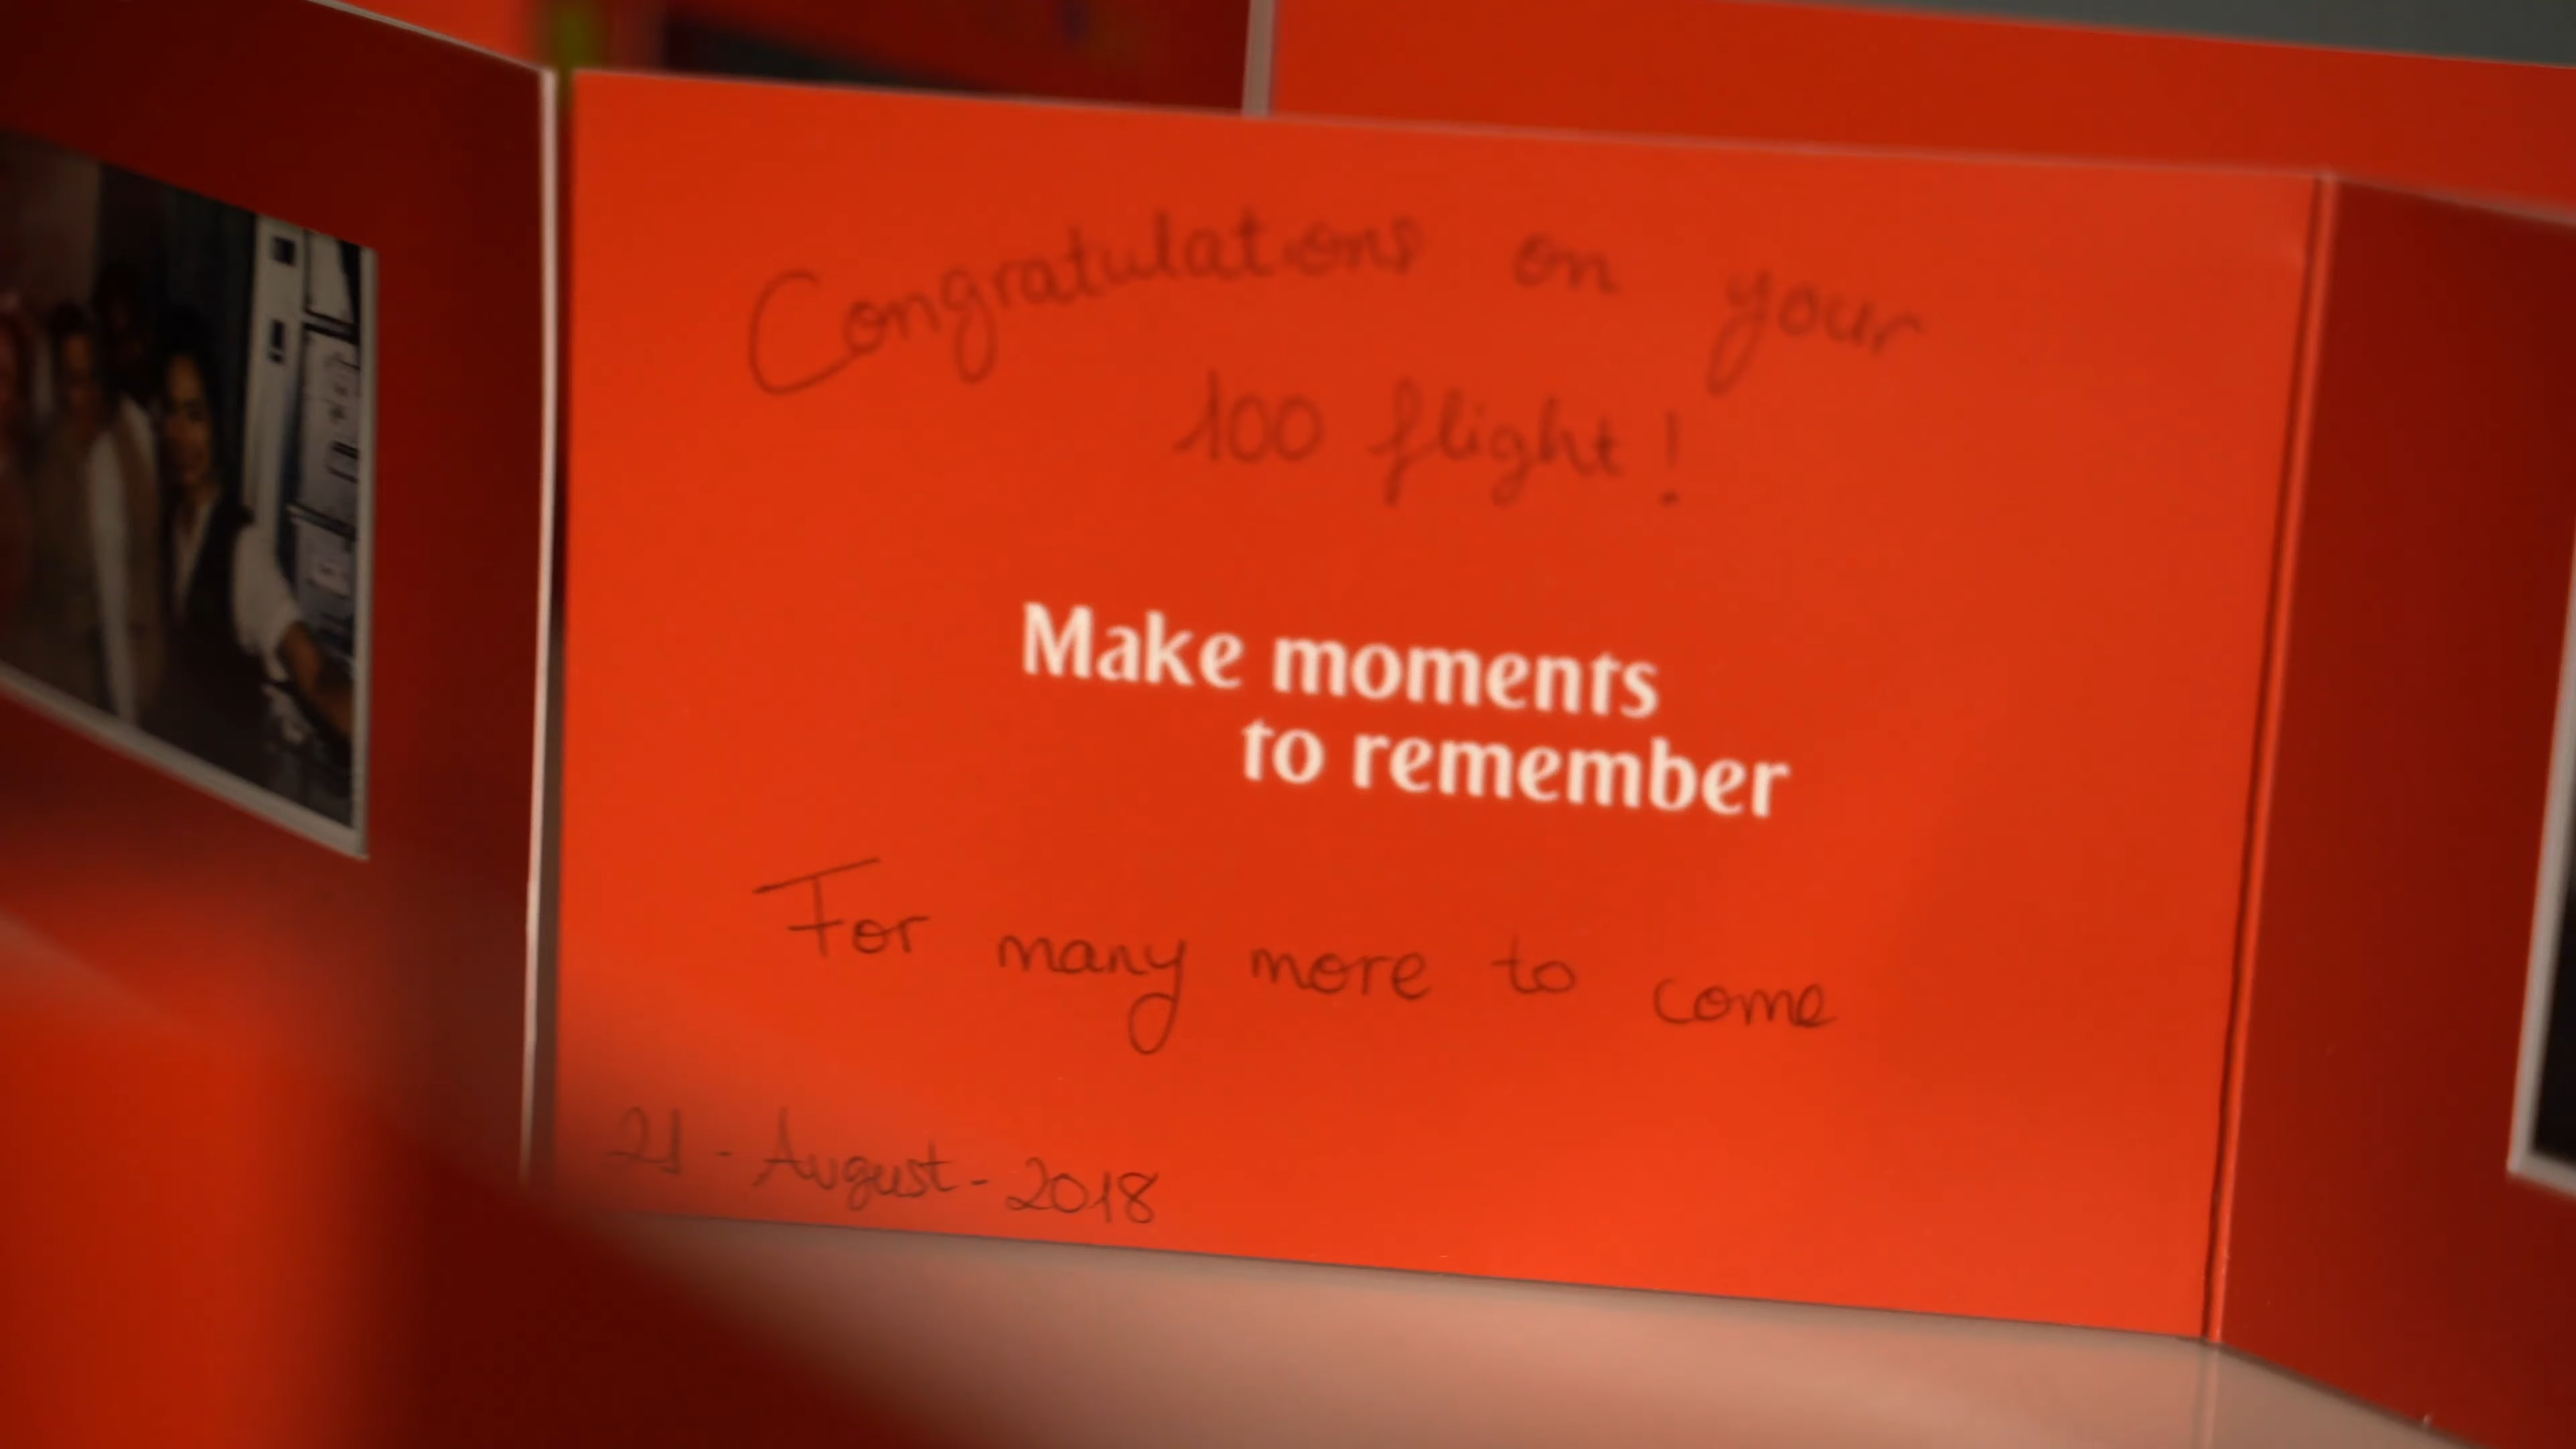 Congratulations on your
100 flight!
Make moments
to remember
For many more to come
21 - August - 2018